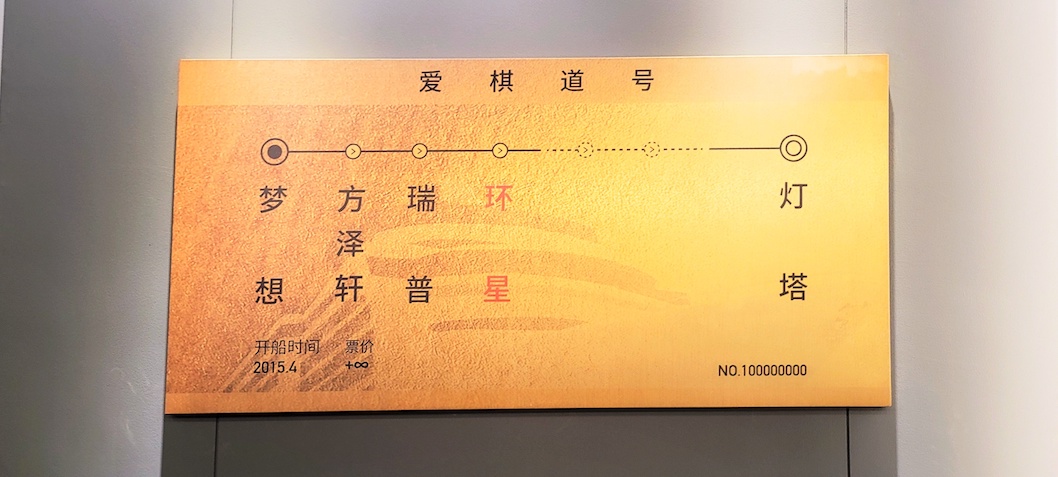 爱棋道号
梦想
方泽轩
瑞普
环星
灯塔
开船时间 票价
2015.4 +∞
NO.100000000